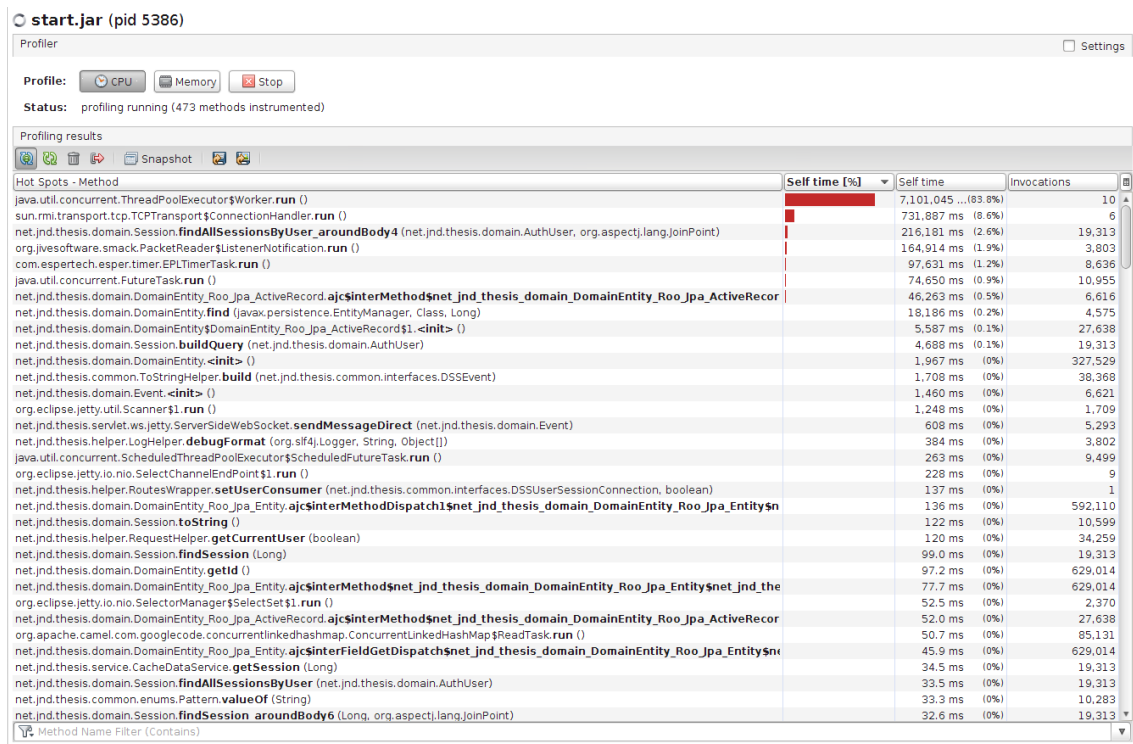 start.jar (pid 5386)
Profiler Settings
Profile: CPU Memory Stop
Status: profiling running (473 methods instrumented)
Profiling results
Snapshot
Hot Spots - Method Self time [%] Self time Invocations
java.util.concurrent.ThreadPoolExecutor$Worker.run () 7,101,045 ...(83.8%) 10
sun.rmi.transport.tcp.TCPTransport$ConnectionHandler.run () 731,887 ms (8.6%) 6
net.jnd.thesis.domain.Session.findAllSessionsByUser_aroundBody4 (net.jnd.thesis.domain.AuthUser, org.aspectj.lang.JoinPoint) 216,181 ms (2.6%) 19,313
org.jivesoftware.smack.PacketReader$ListenerNotification.run () 164,914 ms (1.9%) 3,803
com.espertech.esper.timer.EPLTimerTask.run () 97,631 ms (1.2%) 8,636
java.util.concurrent.FutureTask.run () 74,650 ms (0.9%) 10,955
net.jnd.thesis.domain.DomainEntity_Roo_Jpa_ActiveRecord.ajc$interMethod$net_jnd_thesis_domain_DomainEntity_Roo_Jpa_ActiveRecor 46,263 ms (0.5%) 6,616
net.jnd.thesis.domain.DomainEntity.find (javax.persistence.EntityManager, Class, Long) 18,186 ms (0.2%) 4,575
net.jnd.thesis.domain.DomainEntity$DomainEntity_Roo_Jpa_ActiveRecord$1.<init> () 5,587 ms (0.1%) 27,638
net.jnd.thesis.domain.Session.buildQuery (net.jnd.thesis.domain.AuthUser) 4,688 ms (0.1%) 19,313
net.jnd.thesis.domain.DomainEntity.<init> () 1,967 ms (0%) 327,529
net.jnd.thesis.common.ToStringHelper.build (net.jnd.thesis.common.interfaces.DSSEvent) 1,708 ms (0%) 38,368
net.jnd.thesis.domain.Event.<init> () 1,460 ms (0%) 6,621
org.eclipse.jetty.util.Scanner$1.run () 1,248 ms (0%) 1,709
net.jnd.thesis.servlet.ws.jetty.ServerSideWebSocket.sendMessageDirect (net.jnd.thesis.domain.Event) 608 ms (0%) 5,293
net.jnd.thesis.helper.LogHelper.debugFormat (org.slf4j.Logger, String, Object[]) 384 ms (0%) 3,802
java.util.concurrent.ScheduledThreadPoolExecutor$ScheduledFutureTask.run () 263 ms (0%) 9,499
org.eclipse.jetty.io.nio.SelectChannelEndPoint$1.run () 228 ms (0%) 9
net.jnd.thesis.helper.RoutesWrapper.setUserConsumer (net.jnd.thesis.common.interfaces.DSSUserSessionConnection, boolean) 137 ms (0%) 1
net.jnd.thesis.domain.DomainEntity_Roo_Jpa_Entity.ajc$interMethodDispatch1$net_jnd_thesis_domain_DomainEntity_Roo_Jpa_Entity$n 136 ms (0%) 592,110
net.jnd.thesis.domain.Session.toString () 122 ms (0%) 10,599
net.jnd.thesis.helper.RequestHelper.getCurrentUser (boolean) 120 ms (0%) 34,259
net.jnd.thesis.domain.Session.findSession (Long) 99.0 ms (0%) 19,313
net.jnd.thesis.domain.DomainEntity.getId () 97.2 ms (0%) 629,014
net.jnd.thesis.domain.DomainEntity_Roo_Jpa_Entity.ajc$interMethod$net_jnd_thesis_domain_DomainEntity_Roo_Jpa_Entity$net_jnd_the 77.7 ms (0%) 629,014
org.eclipse.jetty.io.nio.SelectorManager$SelectSet$1.run () 52.5 ms (0%) 2,370
net.jnd.thesis.domain.DomainEntity_Roo_Jpa_ActiveRecord.ajc$interMethod$net_jnd_thesis_domain_DomainEntity_Roo_Jpa_ActiveRecor 52.0 ms (0%) 27,638
org.apache.camel.com.googlecode.concurrentlinkedhashmap.ConcurrentLinkedHashMap$ReadTask.run () 50.7 ms (0%) 85,131
net.jnd.thesis.domain.DomainEntity_Roo_Jpa_Entity.ajc$interFieldGetDispatch$net_jnd_thesis_domain_DomainEntity_Roo_Jpa_Entity$ne 45.9 ms (0%) 629,014
net.jnd.thesis.service.CacheDataService.getSession (Long) 34.5 ms (0%) 19,313
net.jnd.thesis.domain.Session.findAllSessionsByUser (net.jnd.thesis.domain.AuthUser) 33.5 ms (0%) 19,313
net.jnd.thesis.common.enums.Pattern.valueOf (String) 33.3 ms (0%) 10,283
net.jnd.thesis.domain.Session.findSession_aroundBody6 (Long, org.aspectj.lang.JoinPoint) 32.6 ms (0%) 19,313
Method Name Filter (Contains)